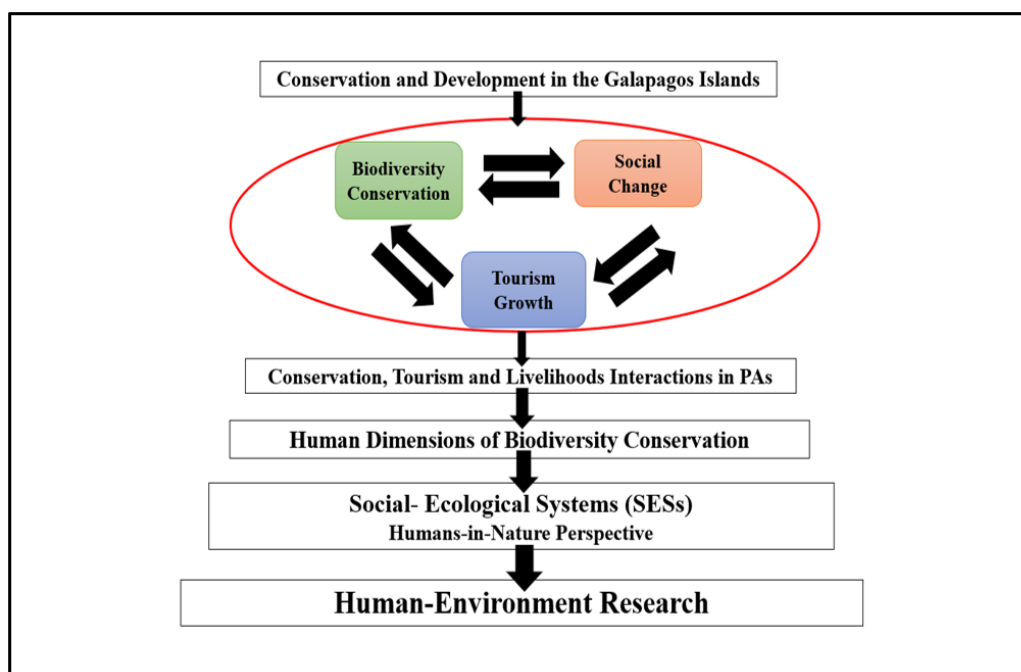 Conservation and Development in the Galapagos Islands
Biodiversity
Conservation
Social
Change
Tourism
Growth
Conservation, Tourism and Livelihoods Interactions in PAs
Human Dimensions of Biodiversity Conservation
Social- Ecological Systems (SESs)
Humans-in-Nature Perspective
Human-Environment Research